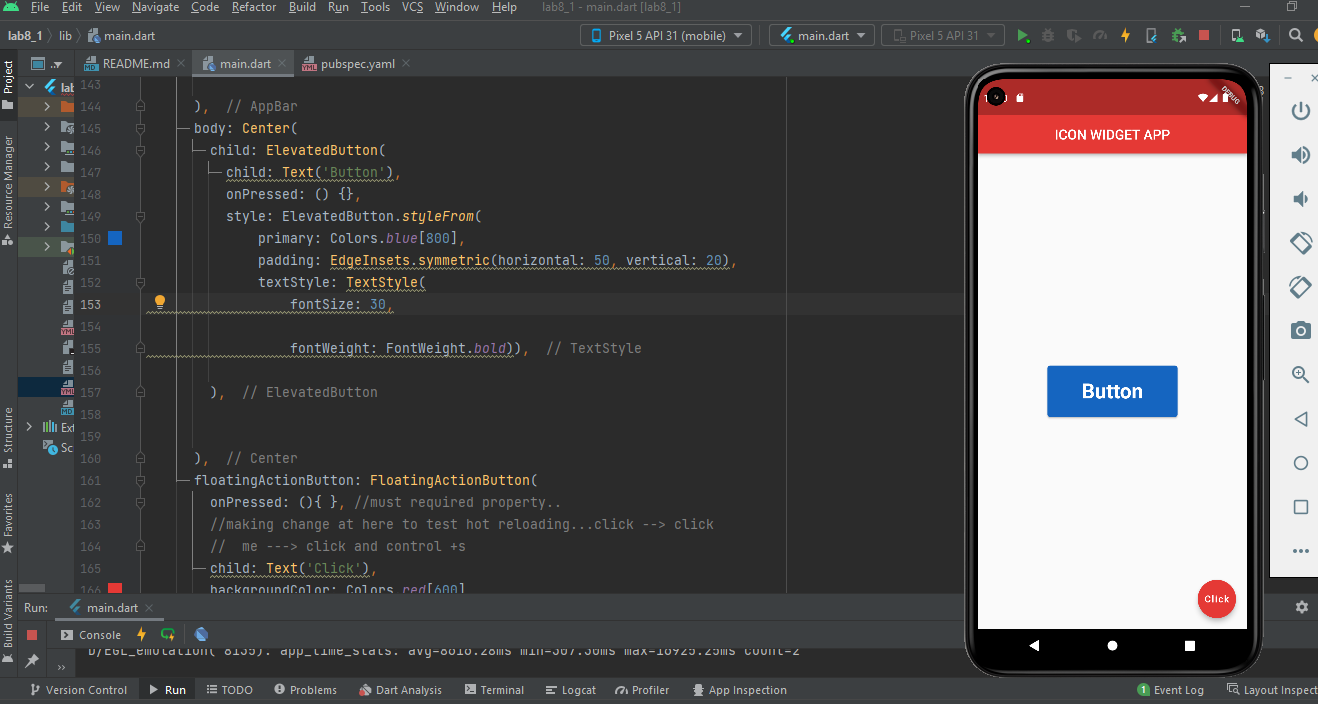 File Edit View Navigate Code Refactor Build Run Tools VCS Window Help lab8_1 - main.dart [lab8_1]
lab8_1 lib main.dart Pixel 5 API 31 (mobile) main.dart Pixel 5 API 31
README.md main.dart pubspec.yaml
Project
Resource Manager
Structure
Favorites
Build Variants
lab
Ext
Sc
143
144 ), // AppBar
145 body: Center(
146 child: ElevatedButton(
147 child: Text('Button'),
148 onPressed: () {},
149 style: ElevatedButton.styleFrom(
150 primary: Colors.blue[800],
151 padding: EdgeInsets.symmetric(horizontal: 50, vertical: 20),
152 textStyle: TextStyle(
153 fontSize: 30,
154
155 fontWeight: FontWeight.bold)), // TextStyle
156
157 ), // ElevatedButton
158
159
160 ), // Center
161 floatingActionButton: FloatingActionButton(
162 onPressed: (){ }, //must required property..
163 //making change at here to test hot reloading...click --> click
164 // me ---> click and control +s
165 child: Text('Click'),
166 backgroundColor: Colors.red[600]
DEBUG
ICON WIDGET APP
Button
Click
Run: main.dart
Console
D/EGL_emulation( 8135): app_time_stats: avg=8616.28ms min=307.30ms max=16925.25ms count=2
Version Control Run TODO Problems Dart Analysis Terminal Logcat Profiler App Inspection 1 Event Log Layout Inspect